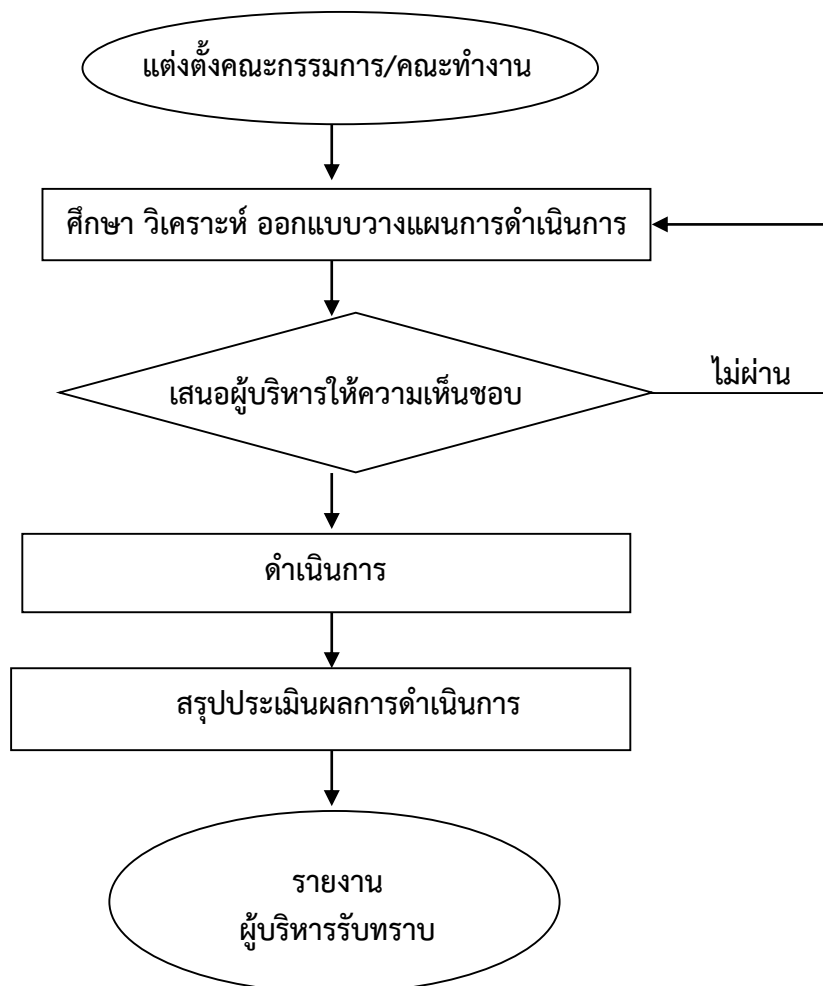 แต่งตั้งคณะกรรมการ/คณะทำงาน
ศึกษา วิเคราะห์ ออกแบบวางแผนการดำเนินการ
เสนอผู้บริหารให้ความเห็นชอบ
ไม่ผ่าน
ดำเนินการ
สรุปประเมินผลการดำเนินการ
รายงาน
ผู้บริหารรับทราบ